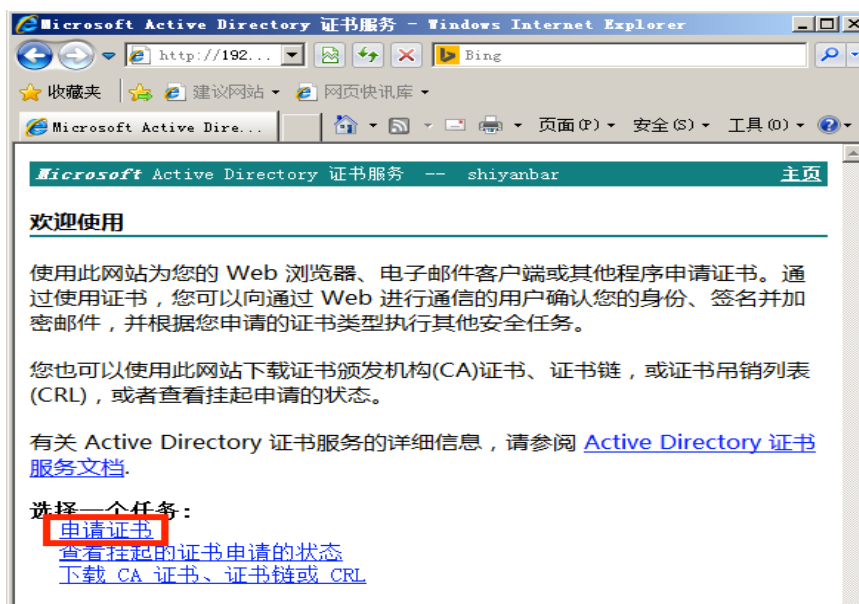 Microsoft Active Directory 证书服务 - Windows Internet Explorer
http://192... Bing
收藏夹 建议网站 网页快讯库
Microsoft Active Dire... 页面(P) 安全(S) 工具(O)
Microsoft Active Directory 证书服务 -- shiyanbar 主页
欢迎使用
使用此网站为您的 Web 浏览器、电子邮件客户端或其他程序申请证书。通
过使用证书，您可以向通过 Web 进行通信的用户确认您的身份、签名并加
密邮件，并根据您申请的证书类型执行其他安全任务。
您也可以使用此网站下载证书颁发机构(CA)证书、证书链，或证书吊销列表
(CRL)，或者查看挂起申请的状态。
有关 Active Directory 证书服务的详细信息，请参阅 Active Directory 证书
服务文档.
选择一个任务:
申请证书
查看挂起的证书申请的状态
下载 CA 证书、证书链或 CRL